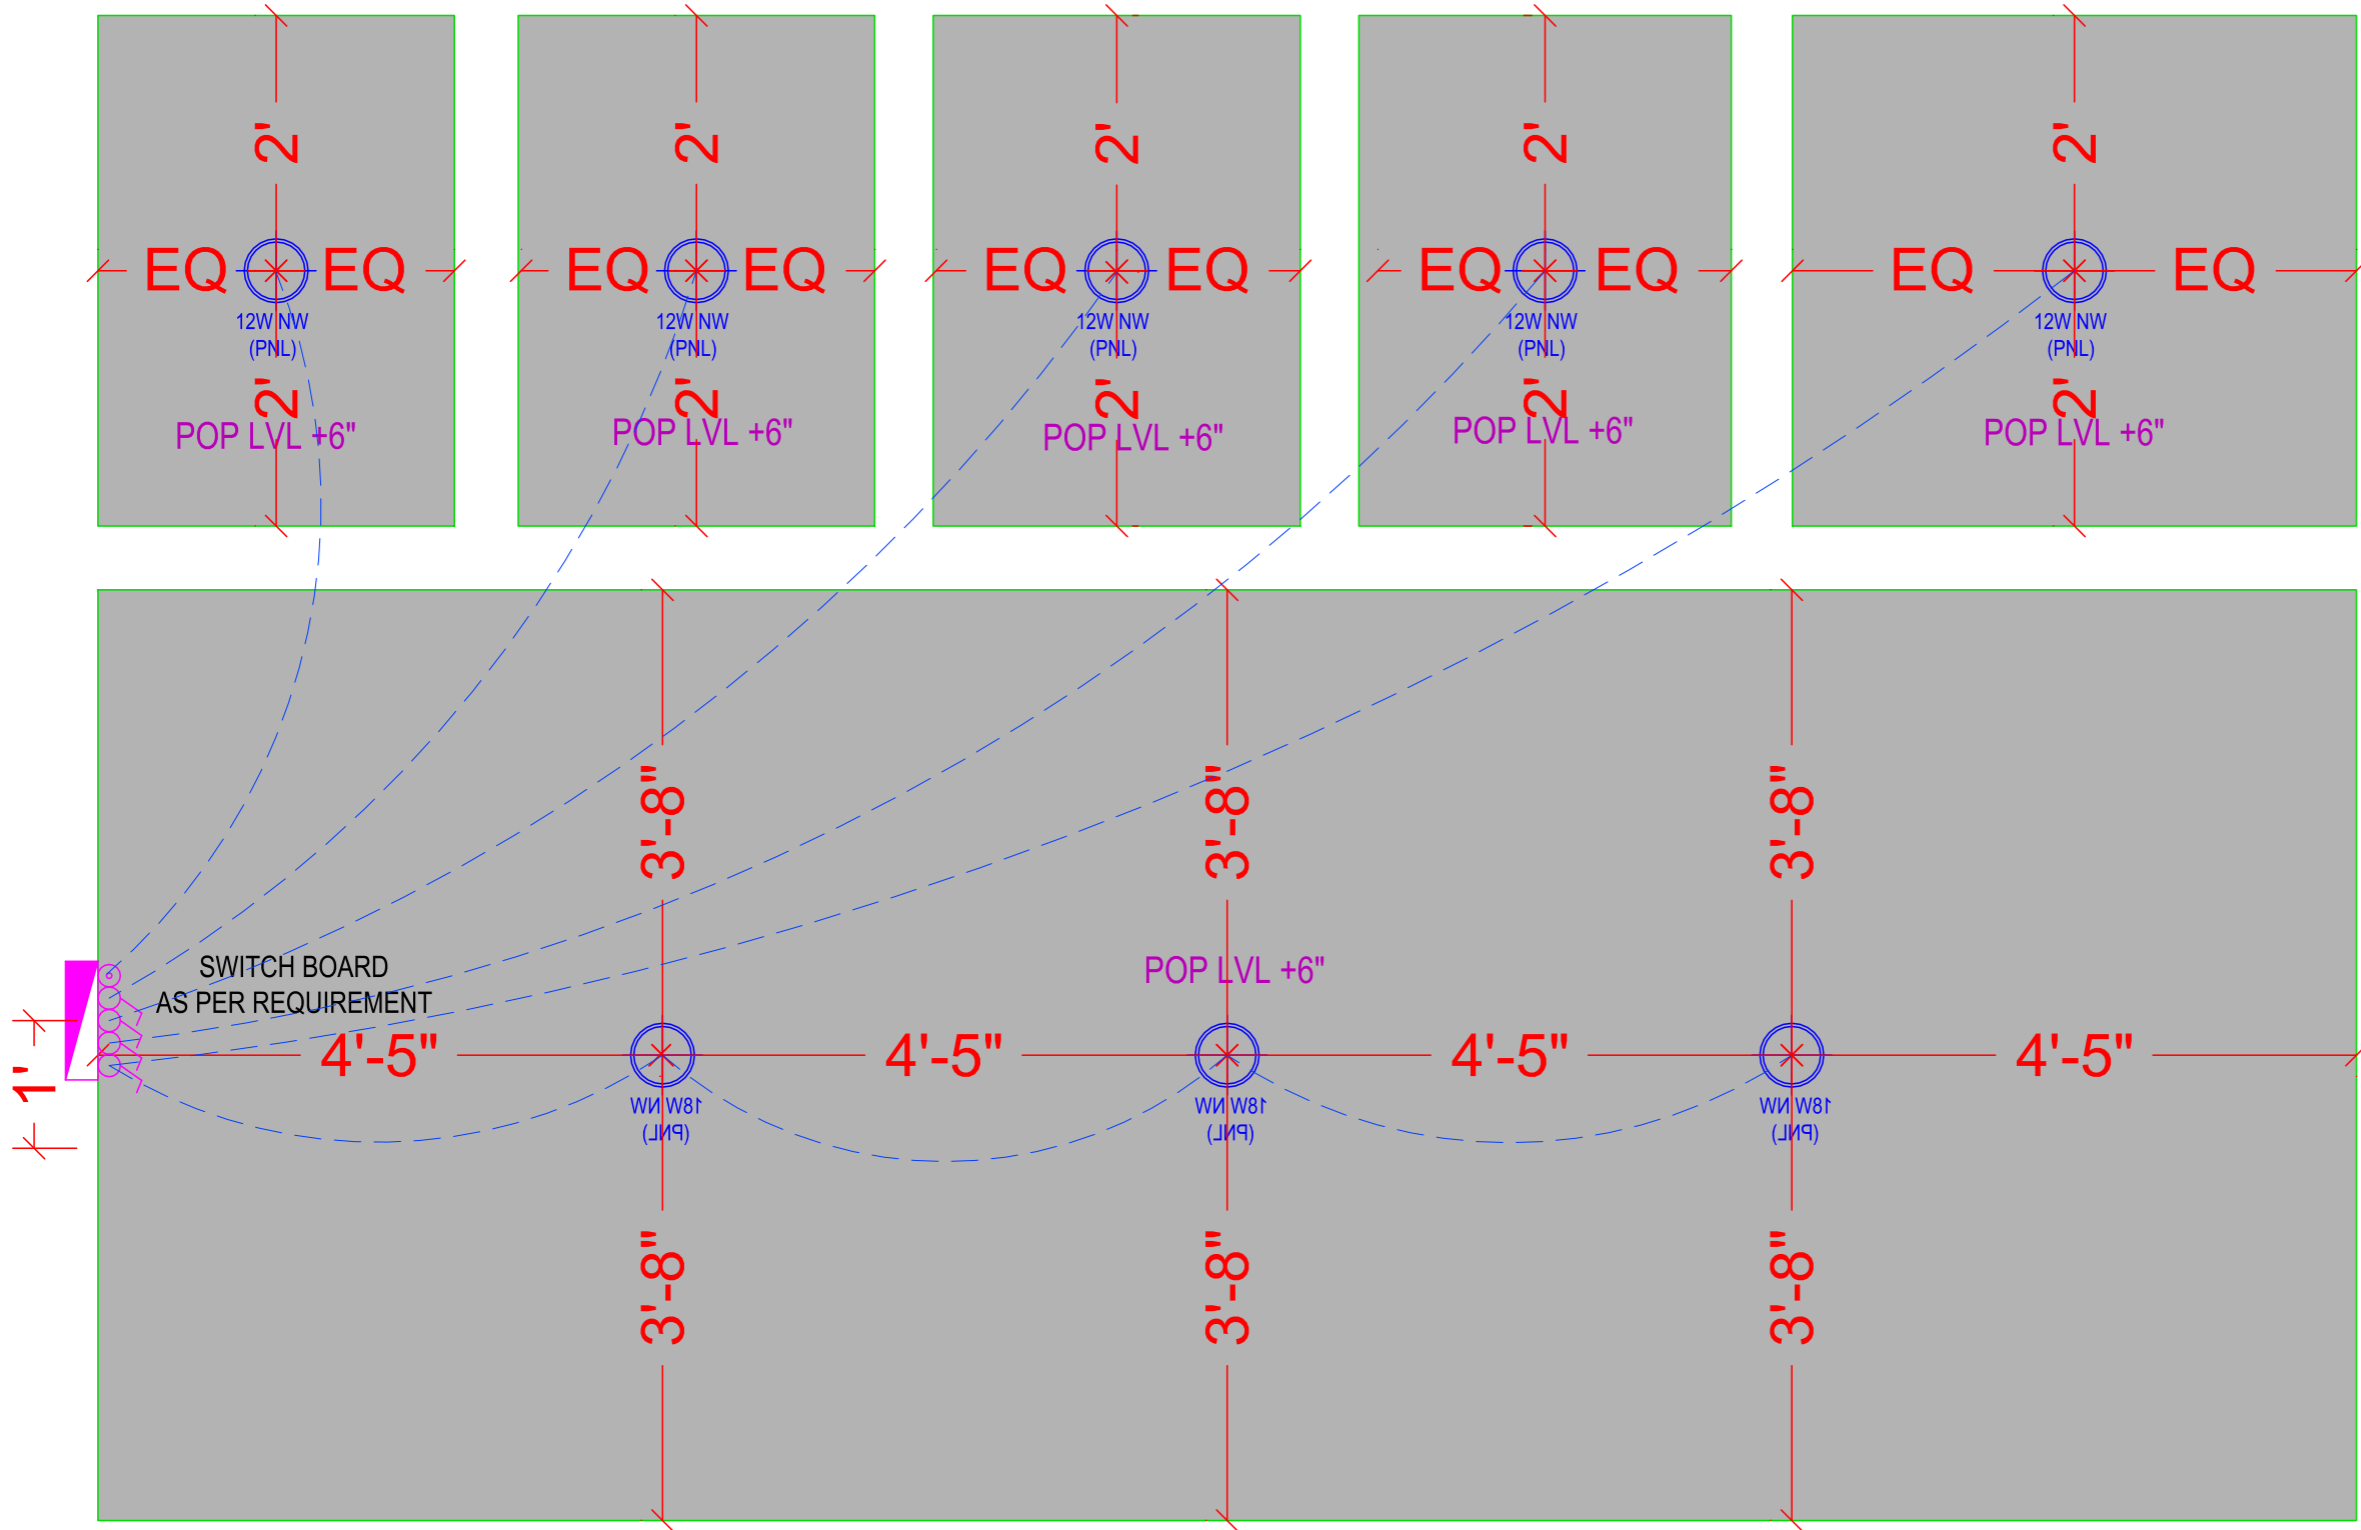 2' 2' 2' 2' 2'
EQ EQ EQ EQ EQ EQ EQ EQ EQ EQ
12W NW 12W NW 12W NW 12W NW 12W NW
(PNL) (PNL) (PNL) (PNL) (PNL)
2' 2' 2' 2' 2'
POP LVL +6" POP LVL +6" POP LVL +6" POP LVL +6" POP LVL +6"
3'-8" 3'-8" 3'-8"
SWITCH BOARD
AS PER REQUIREMENT
POP LVL +6"
1'
4'-5" 4'-5" 4'-5" 4'-5"
18W NW 18W NW 18W NW
(PNL) (PNL) (PNL)
3'-8" 3'-8" 3'-8"